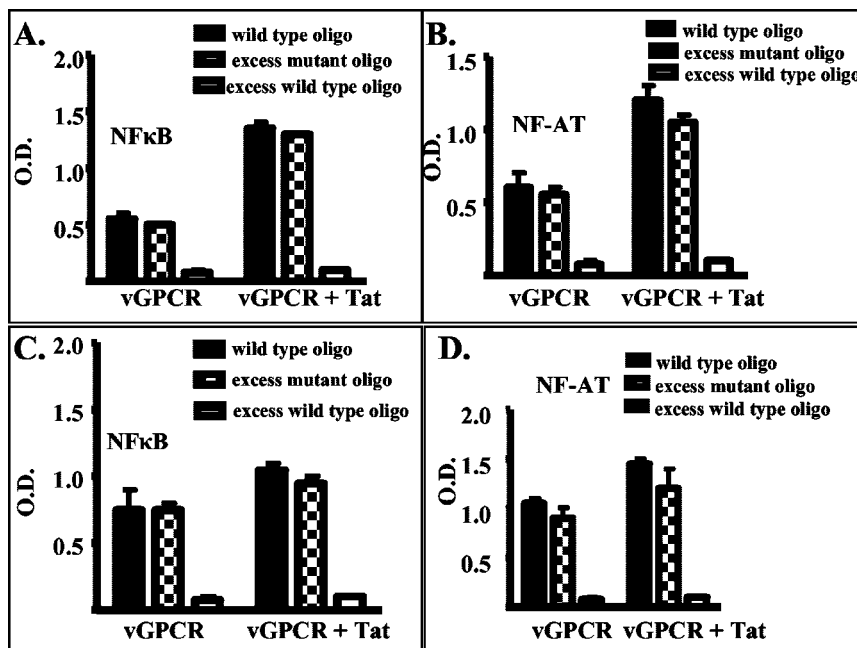 A.
wild type oligo
excess mutant oligo
excess wild type oligo
2.0
1.5
1.0
0.5
O.D.
NFκB
vGPCR
vGPCR + Tat
B.
wild type oligo
excess mutant oligo
excess wild type oligo
1.5
1.0
0.5
O.D.
NF-AT
vGPCR
vGPCR + Tat
C.
wild type oligo
excess mutant oligo
excess wild type oligo
2.0
1.5
1.0
0.5
O.D.
NFκB
vGPCR
vGPCR + Tat
D.
wild type oligo
excess mutant oligo
excess wild type oligo
NF-AT
2.0
1.5
1.0
0.5
O.D.
vGPCR
vGPCR + Tat